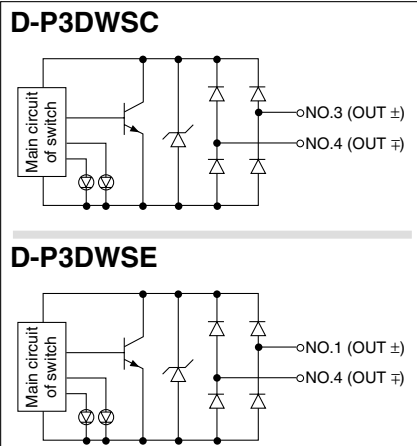 D-P3DWSC
Main circuit
of switch
NO.3 (OUT ±)
NO.4 (OUT ∓)
D-P3DWSE
Main circuit
of switch
NO.1 (OUT ±)
NO.4 (OUT ∓)